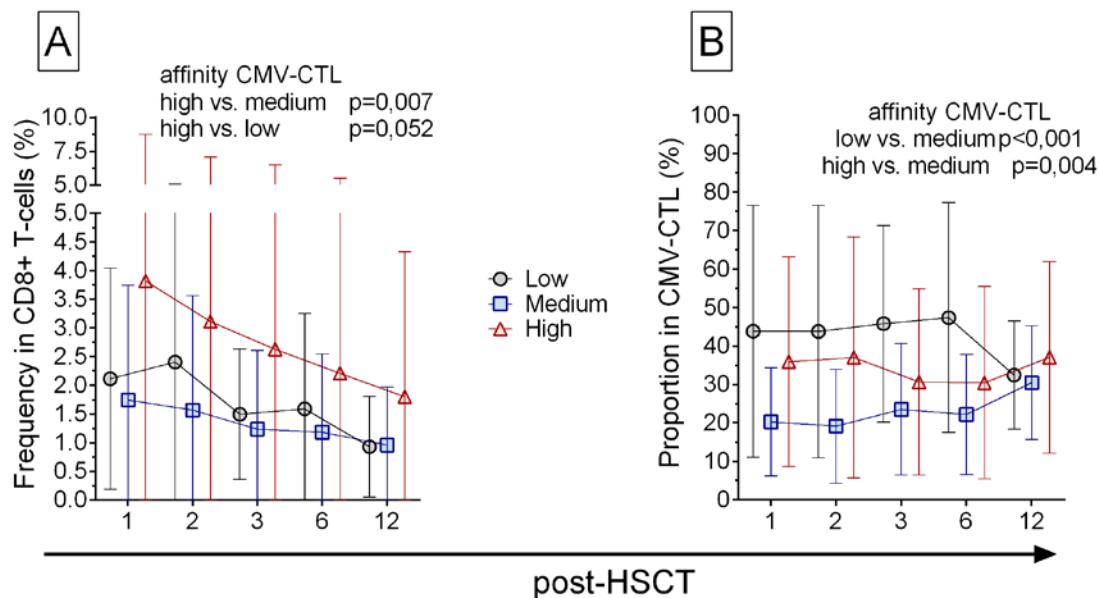 A
affinity CMV-CTL
high vs. medium p=0,007
high vs. low p=0,052
Frequency in CD8+ T-cells (%)
10.0
7.5
5.0
5.0
4.5
4.0
3.5
3.0
2.5
2.0
1.5
1.0
0.5
0.0
1 2 3 6 12
Low
Medium
High
B
affinity CMV-CTL
low vs. medium p<0,001
high vs. medium p=0,004
Proportion in CMV-CTL (%)
100
90
80
70
60
50
40
30
20
10
0
1 2 3 6 12
post-HSCT